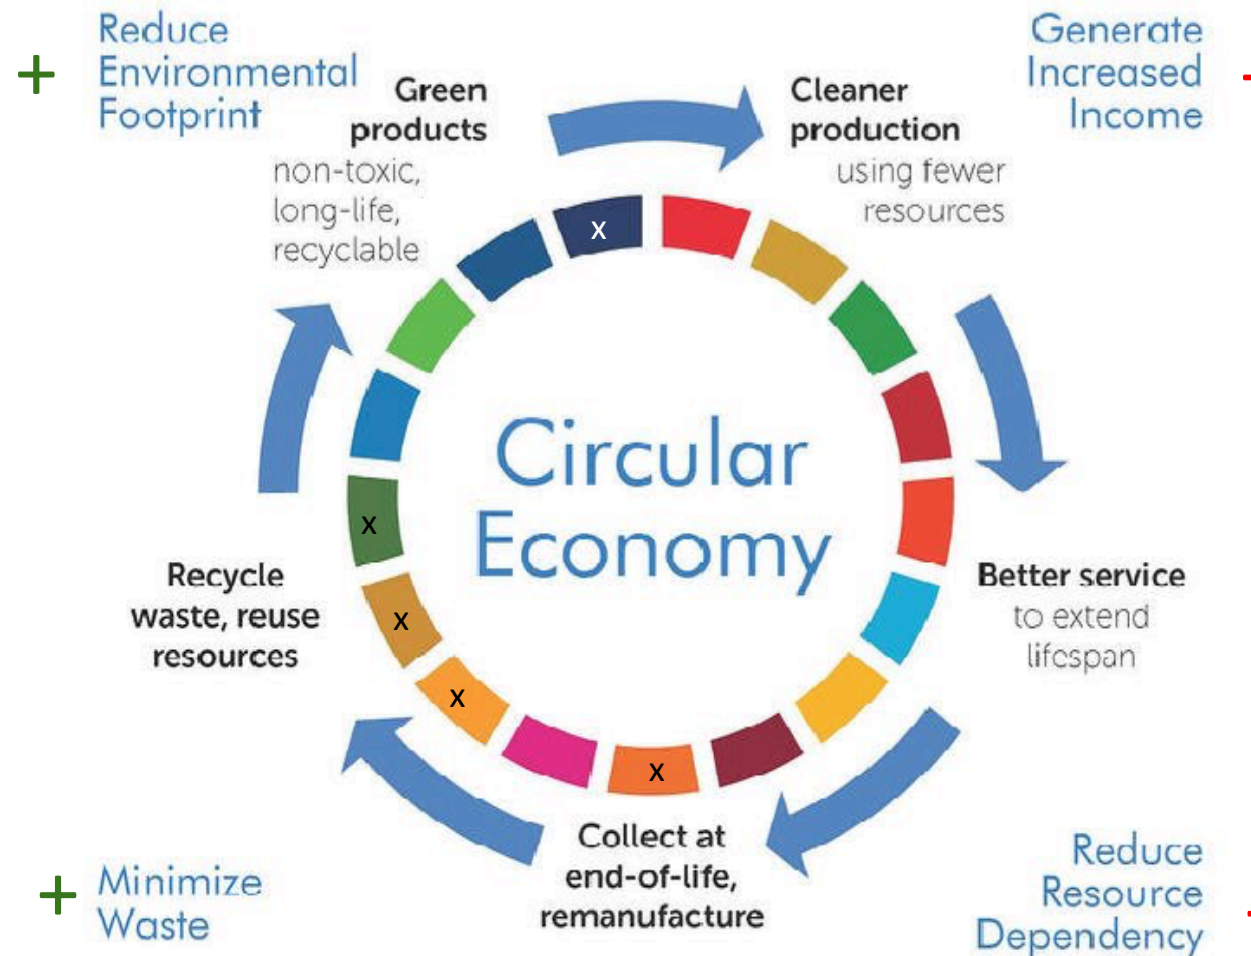 Reduce
Environmental
Footprint
+
Generate
Increased
Income
Green
products
non-toxic,
long-life,
recyclable
Cleaner
production
using fewer
resources
x
Circular
Economy
x
x
x
x
Recycle
waste, reuse
resources
Better service
to extend
lifespan
Collect at
end-of-life,
remanufacture
+
Minimize
Waste
Reduce
Resource
Dependency